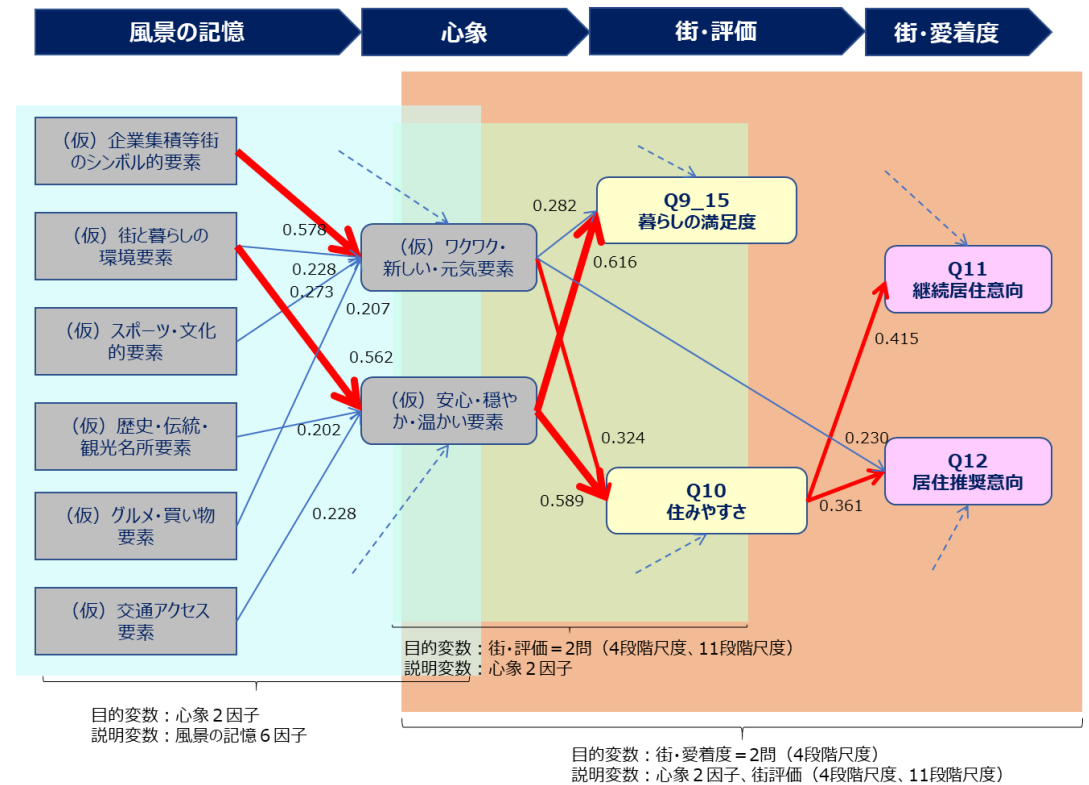 風景の記憶
心象
街・評価
街・愛着度
（仮）企業集積等街
のシンボル的要素
（仮）街と暮らしの
環境要素
（仮）スポーツ・文化
的要素
（仮）歴史・伝統・
観光名所要素
（仮）グルメ・買い物
要素
（仮）交通アクセス
要素
0.578
0.228
0.273
0.207
0.562
0.202
0.228
（仮）ワクワク・
新しい・元気要素
（仮）安心・穏や
か・温かい要素
0.282
0.616
0.324
0.589
Q9_15
暮らしの満足度
Q10
住みやすさ
0.415
0.230
0.361
Q11
継続居住意向
Q12
居住推奨意向
目的変数：街・評価＝2問（4段階尺度、11段階尺度）
説明変数：心象２因子
目的変数：心象２因子
説明変数：風景の記憶６因子
目的変数：街・愛着度＝2問（4段階尺度）
説明変数：心象２因子、街評価（4段階尺度、11段階尺度）